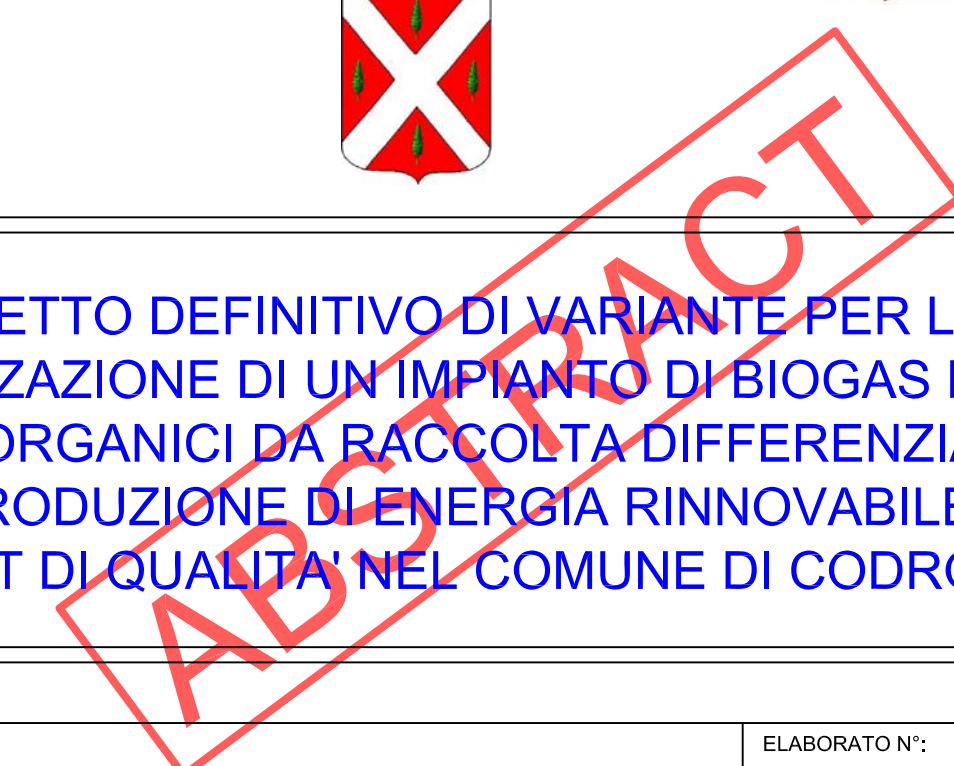 ETTO DEFINITIVO DI VARIANTE PER L
ZAZIONE DI UN IMPIANTO DI BIOGAS
ORGANICI DA RACCOLTA DIFFERENZIA
RODUZIONE DI ENERGIA RINNOVABILE
T DI QUALITA' NEL COMUNE DI CODRO
ABSTRACT
ELABORATO N°: